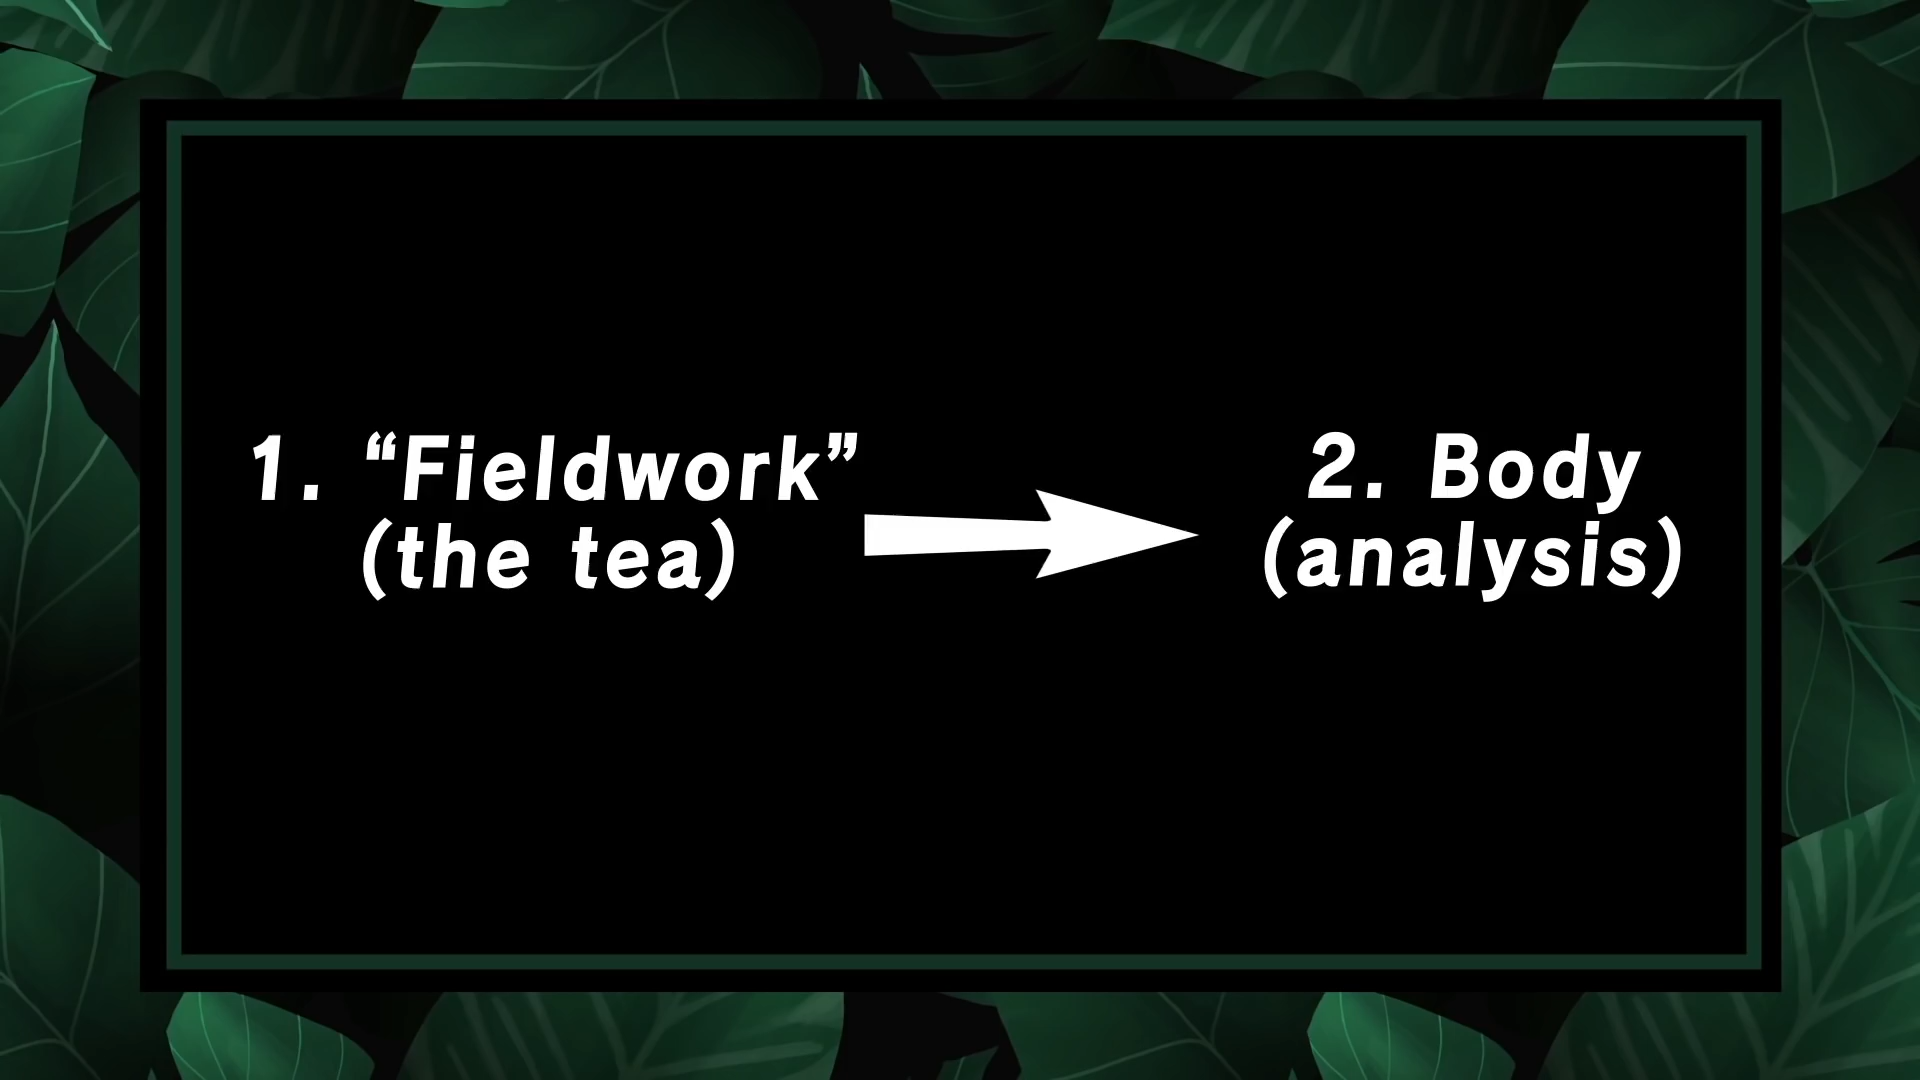 1. “Fieldwork”
(the tea)
2. Body
(analysis)